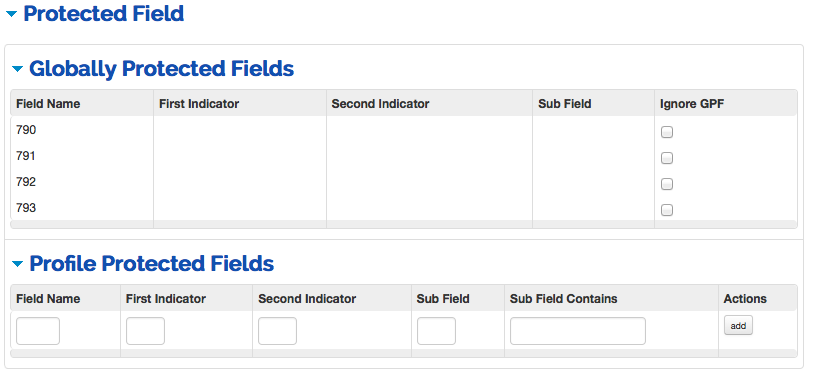 Protected Field
Globally Protected Fields
Field Name First Indicator Second Indicator Sub Field Ignore GPF
790
791
792
793
Profile Protected Fields
Field Name First Indicator Second Indicator Sub Field Sub Field Contains Actions
add